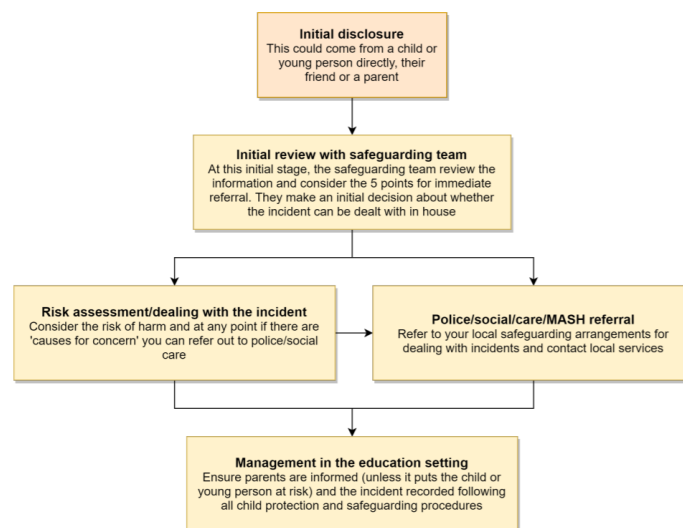 Initial disclosure
This could come from a child or
young person directly, their
friend or a parent
Initial review with safeguarding team
At this initial stage, the safeguarding team review the
information and consider the 5 points for immediate
referral. They make an initial decision about whether
the incident can be dealt with in house
Risk assessment/dealing with the incident
Consider the risk of harm and at any point if there are
'causes for concern' you can refer out to police/social
care
Police/social/care/MASH referral
Refer to your local safeguarding arrangements for
dealing with incidents and contact local services
Management in the education setting
Ensure parents are informed (unless it puts the child or
young person at risk) and the incident recorded following
all child protection and safeguarding procedures